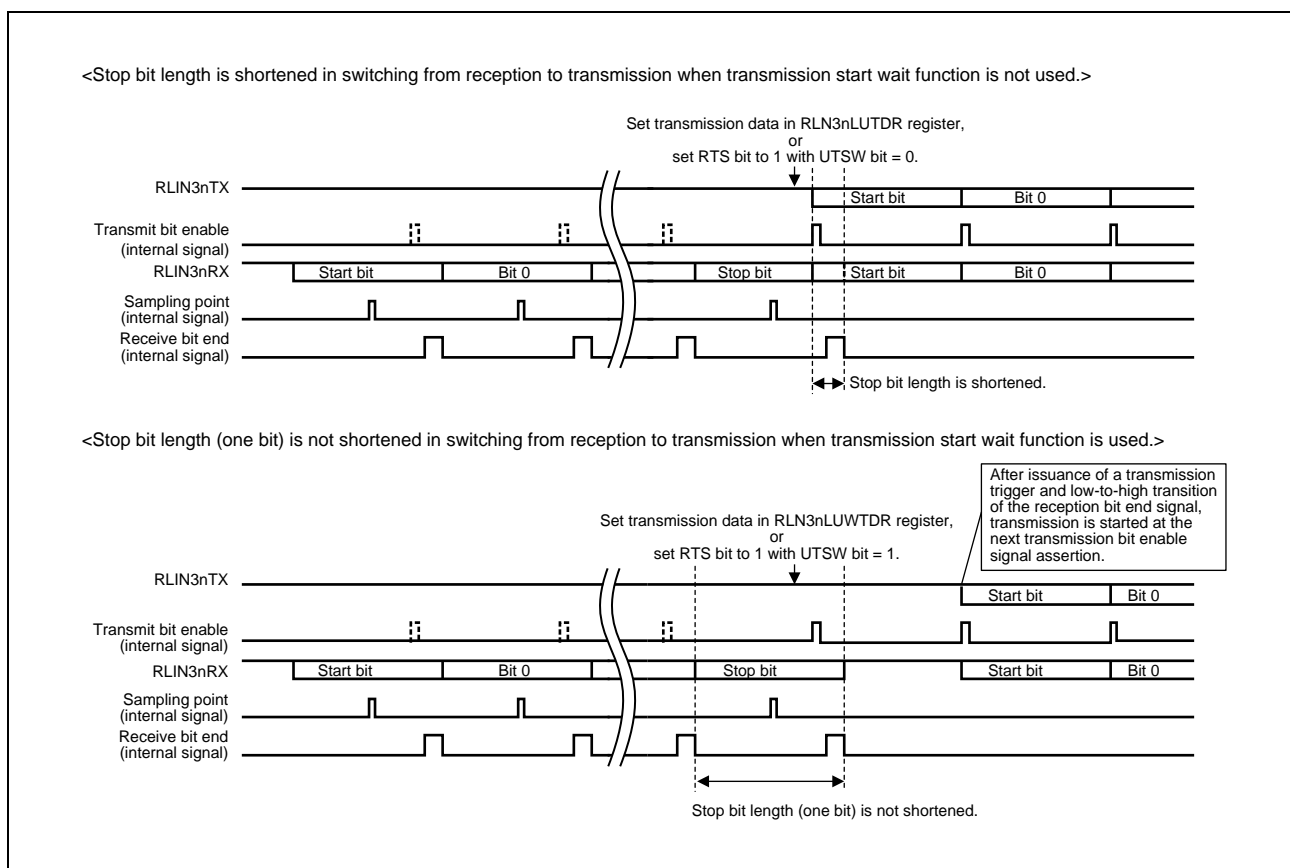 <Stop bit length is shortened in switching from reception to transmission when transmission start wait function is not used.>
Set transmission data in RLN3nLUTDR register,
or
set RTS bit to 1 with UTSW bit = 0.
RLIN3nTX
Start bit
Bit 0
Transmit bit enable
(internal signal)
RLIN3nRX
Start bit
Bit 0
Stop bit
Start bit
Bit 0
Sampling point
(internal signal)
Receive bit end
(internal signal)
Stop bit length is shortened.
<Stop bit length (one bit) is not shortened in switching from reception to transmission when transmission start wait function is used.>
After issuance of a transmission
trigger and low-to-high transition
of the reception bit end signal,
transmission is started at the
next transmission bit enable
signal assertion.
Set transmission data in RLN3nLUWTDR register,
or
set RTS bit to 1 with UTSW bit = 1.
RLIN3nTX
Start bit
Bit 0
Transmit bit enable
(internal signal)
RLIN3nRX
Start bit
Bit 0
Stop bit
Start bit
Bit 0
Sampling point
(internal signal)
Receive bit end
(internal signal)
Stop bit length (one bit) is not shortened.